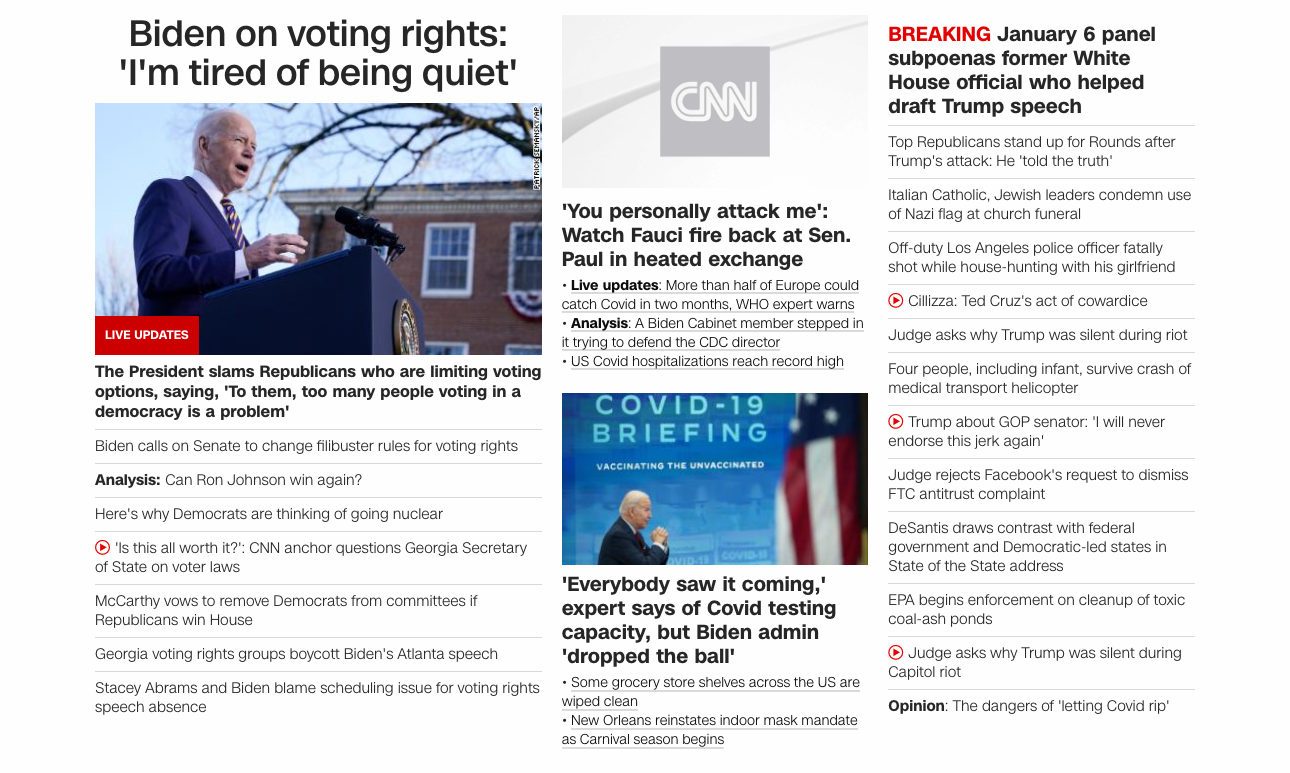 Biden on voting rights:
'I'm tired of being quiet'
PATRICK SEMANSKY/AP
LIVE UPDATES
The President slams Republicans who are limiting voting
options, saying, 'To them, too many people voting in a
democracy is a problem'
Biden calls on Senate to change filibuster rules for voting rights
Analysis: Can Ron Johnson win again?
Here's why Democrats are thinking of going nuclear
'Is this all worth it?': CNN anchor questions Georgia Secretary
of State on voter laws
McCarthy vows to remove Democrats from committees if
Republicans win House
Georgia voting rights groups boycott Biden's Atlanta speech
Stacey Abrams and Biden blame scheduling issue for voting rights
speech absence
CNN
'You personally attack me':
Watch Fauci fire back at Sen.
Paul in heated exchange
• Live updates: More than half of Europe could
catch Covid in two months, WHO expert warns
• Analysis: A Biden Cabinet member stepped in
it trying to defend the CDC director
• US Covid hospitalizations reach record high
COVID-19
BRIEFING
VACCINATING THE UNVACCINATED
COVID-19
COVID-19
'Everybody saw it coming,'
expert says of Covid testing
capacity, but Biden admin
'dropped the ball'
• Some grocery store shelves across the US are
wiped clean
• New Orleans reinstates indoor mask mandate
as Carnival season begins
BREAKING January 6 panel
subpoenas former White
House official who helped
draft Trump speech
Top Republicans stand up for Rounds after
Trump's attack: He 'told the truth'
Italian Catholic, Jewish leaders condemn use
of Nazi flag at church funeral
Off-duty Los Angeles police officer fatally
shot while house-hunting with his girlfriend
Cillizza: Ted Cruz's act of cowardice
Judge asks why Trump was silent during riot
Four people, including infant, survive crash of
medical transport helicopter
Trump about GOP senator: 'I will never
endorse this jerk again'
Judge rejects Facebook's request to dismiss
FTC antitrust complaint
DeSantis draws contrast with federal
government and Democratic-led states in
State of the State address
EPA begins enforcement on cleanup of toxic
coal-ash ponds
Judge asks why Trump was silent during
Capitol riot
Opinion: The dangers of 'letting Covid rip'